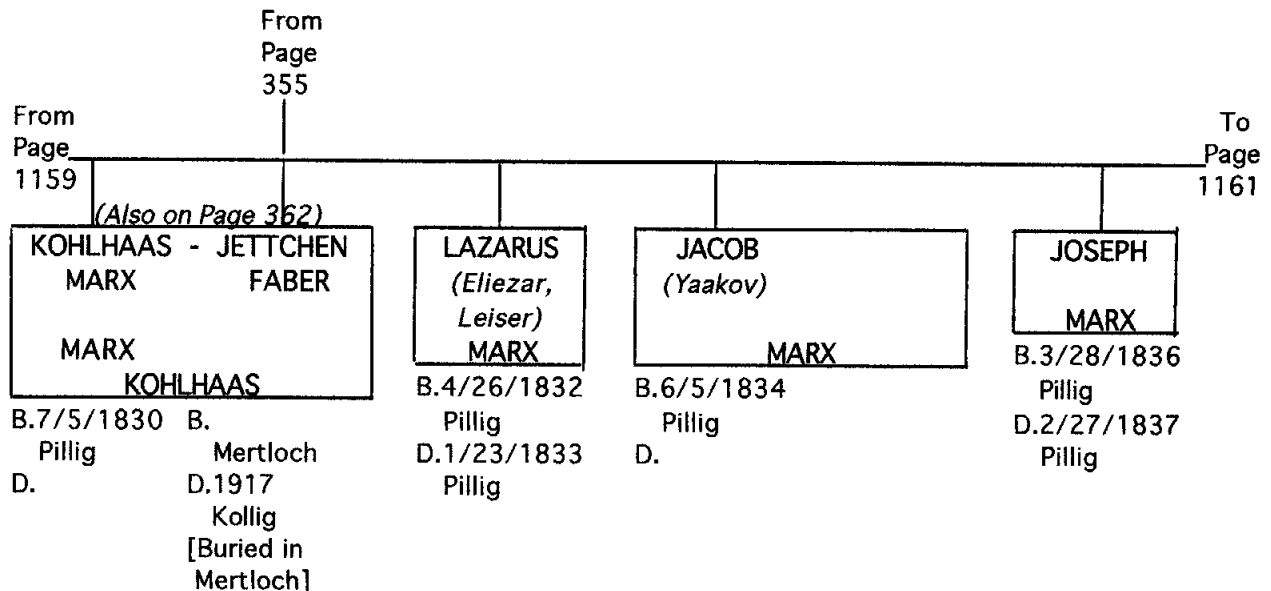 From
Page
355
From
Page
1159
To
Page
1161
(Also on Page 362)
KOHLHAAS - JETTCHEN
MARX FABER
MARX
KOHLHAAS
B.7/5/1830 B.
Pillig Mertloch
D. D.1917
Kollig
[Buried in
Mertloch]
LAZARUS
(Eliezar,
Leiser)
MARX
B.4/26/1832
Pillig
D.1/23/1833
Pillig
JACOB
(Yaakov)
MARX
B.6/5/1834
Pillig
D.
JOSEPH
MARX
B.3/28/1836
Pillig
D.2/27/1837
Pillig